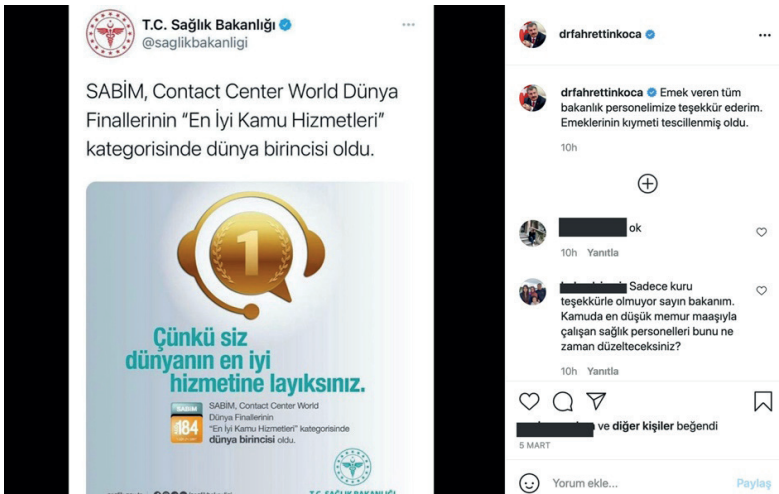 T.C. Sağlık Bakanlığı
@saglikbakanligi
SABİM, Contact Center World Dünya
Finallerinin “En İyi Kamu Hizmetleri”
kategorisinde dünya birincisi oldu.
1
Çünkü siz
dünyanın en iyi
hizmetine layıksınız.
SABİM
184
SABİM, Contact Center World
Dünya Finallerinin
“En İyi Kamu Hizmetleri” kategorisinde
dünya birincisi oldu.
T.C. SAĞLIK BAKANLIĞI
drfahrettinkoca
drfahrettinkoca Emek veren tüm
bakanlık personelimize teşekkür ederim.
Emeklerinin kıymeti tescillenmiş oldu.
10h
ok
10h Yanıtla
Sadece kuru
teşekkürle olmuyor sayın bakanım.
Kamuda en düşük memur maaşıyla
çalışan sağlık personelleri bunu ne
zaman düzelteceksiniz?
10h Yanıtla
ve diğer kişiler beğendi
5 MART
Yorum ekle...
Paylaş